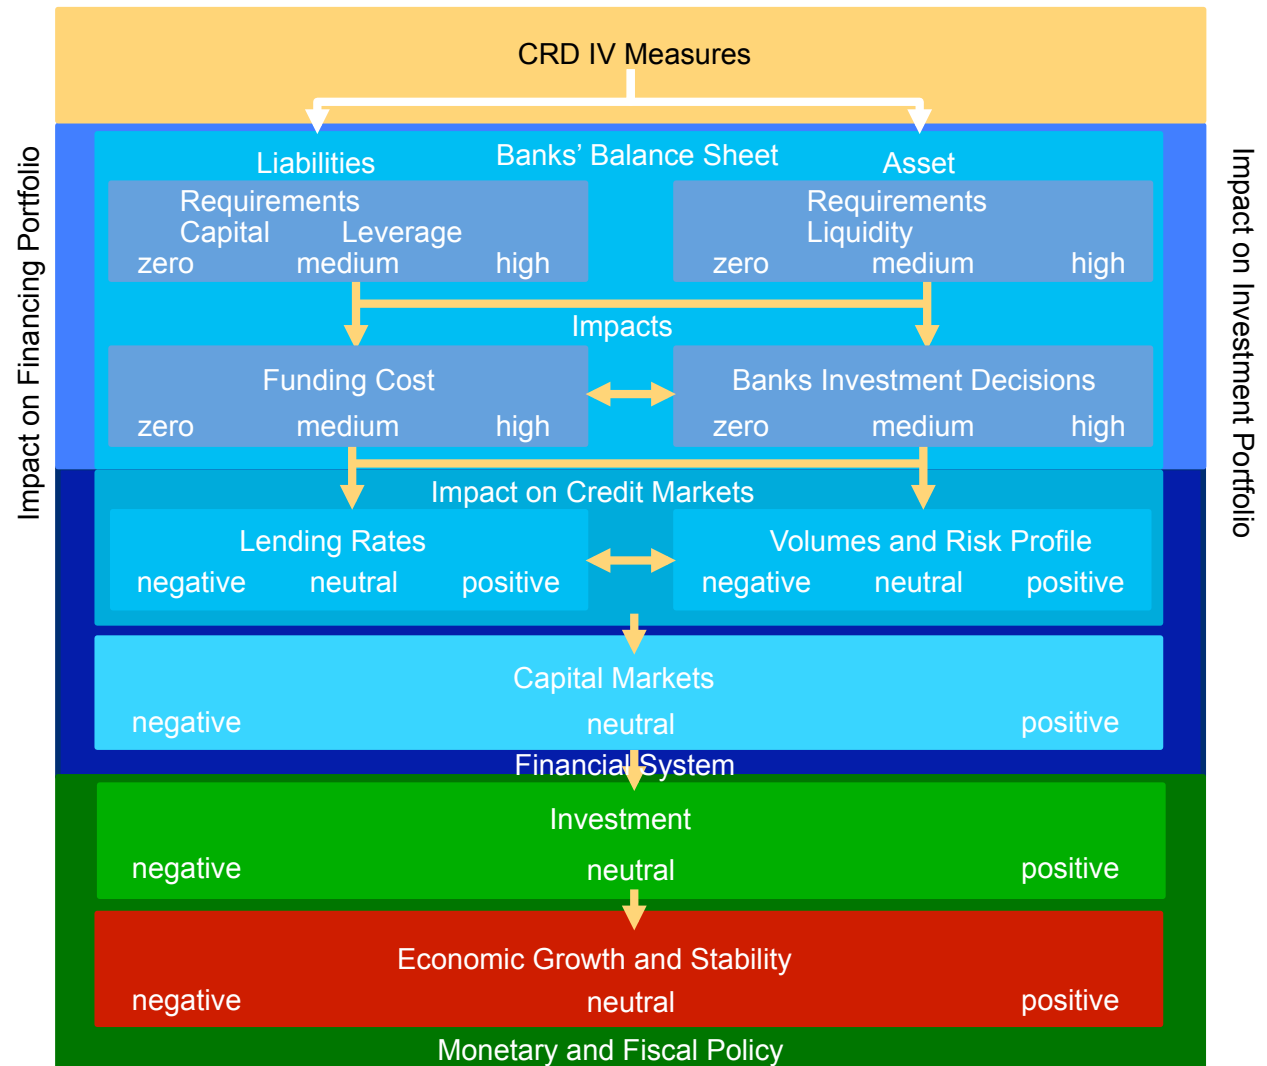 CRD IV Measures
Impact on Financing Portfolio
Impact on Investment Portfolio
Banks’ Balance Sheet
Liabilities
Asset
Requirements
Capital Leverage
zero medium high
Requirements
Liquidity
zero medium high
Impacts
Funding Cost
zero medium high
Banks Investment Decisions
zero medium high
Impact on Credit Markets
Lending Rates
negative neutral positive
Volumes and Risk Profile
negative neutral positive
Capital Markets
negative neutral positive
Financial System
Investment
negative neutral positive
Economic Growth and Stability
negative neutral positive
Monetary and Fiscal Policy